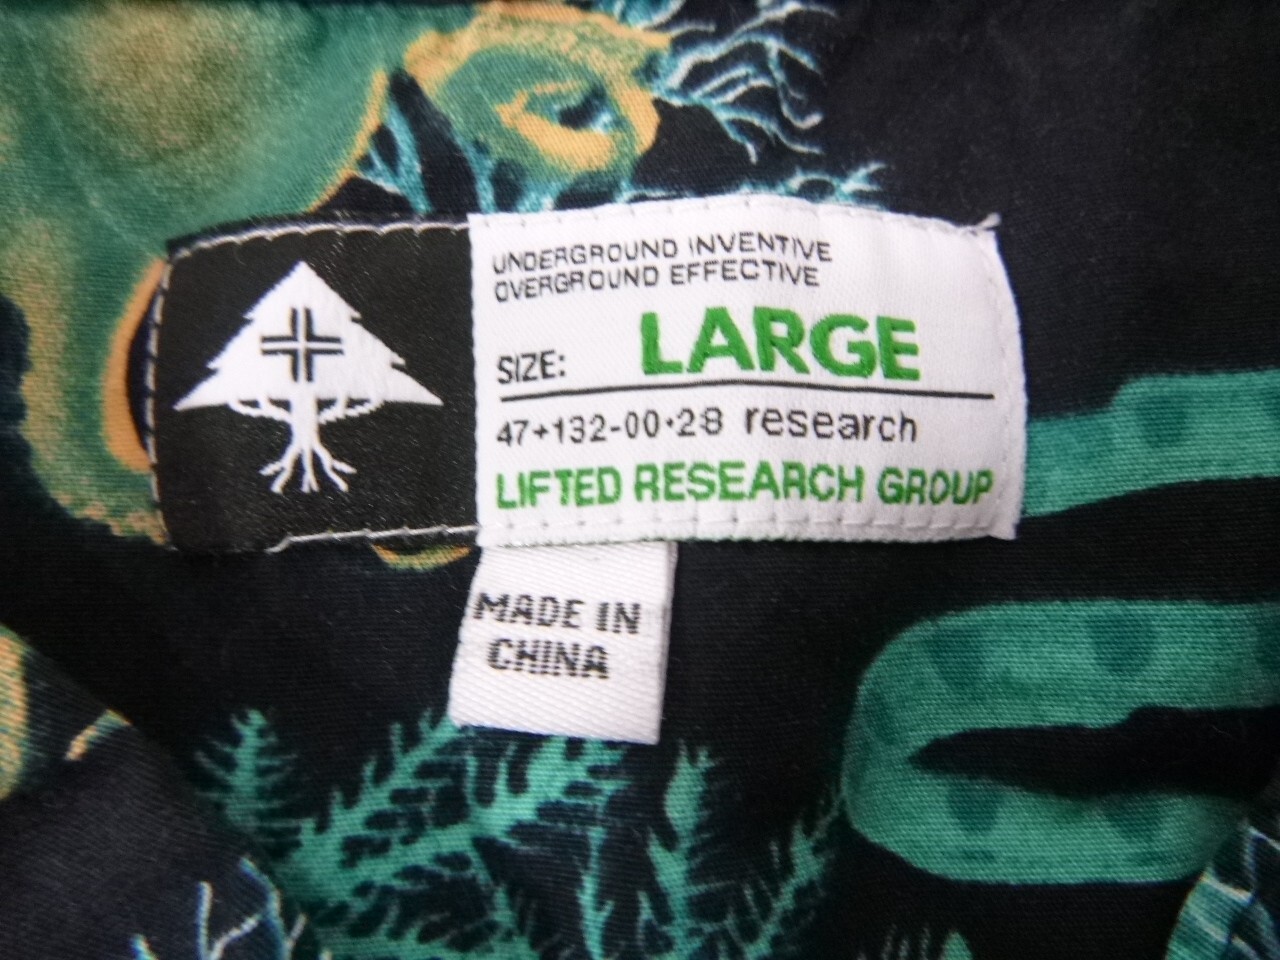 UNDERGROUND INVENTIVE
OVERGROUND EFFECTIVE
SIZE: LARGE
47+132-00•28 research
LIFTED RESEARCH GROUP
MADE IN
CHINA